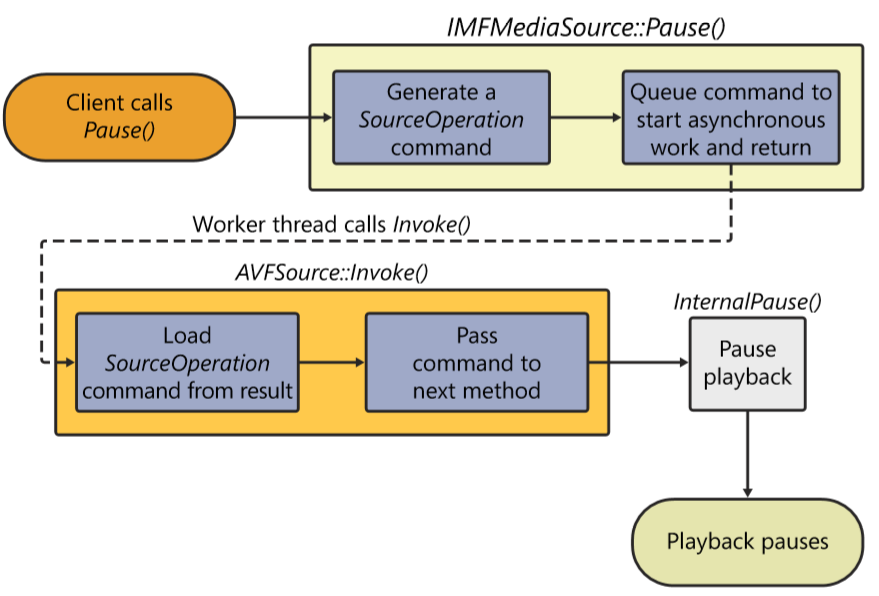 IMFMediaSource::Pause()
Client calls
Pause()
Generate a
SourceOperation
command
Queue command to
start asynchronous
work and return
Worker thread calls Invoke()
AVFSource::Invoke()
Load
SourceOperation
command from result
Pass
command to
next method
InternalPause()
Pause
playback
Playback pauses